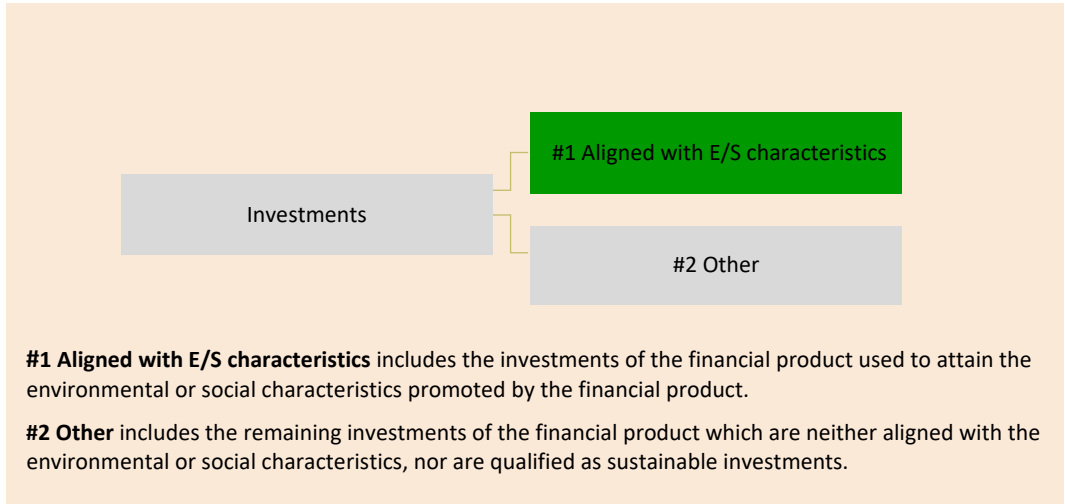 #1 Aligned with E/S characteristics
Investments
#2 Other
#1 Aligned with E/S characteristics includes the investments of the financial product used to attain the
environmental or social characteristics promoted by the financial product.
#2 Other includes the remaining investments of the financial product which are neither aligned with the
environmental or social characteristics, nor are qualified as sustainable investments.